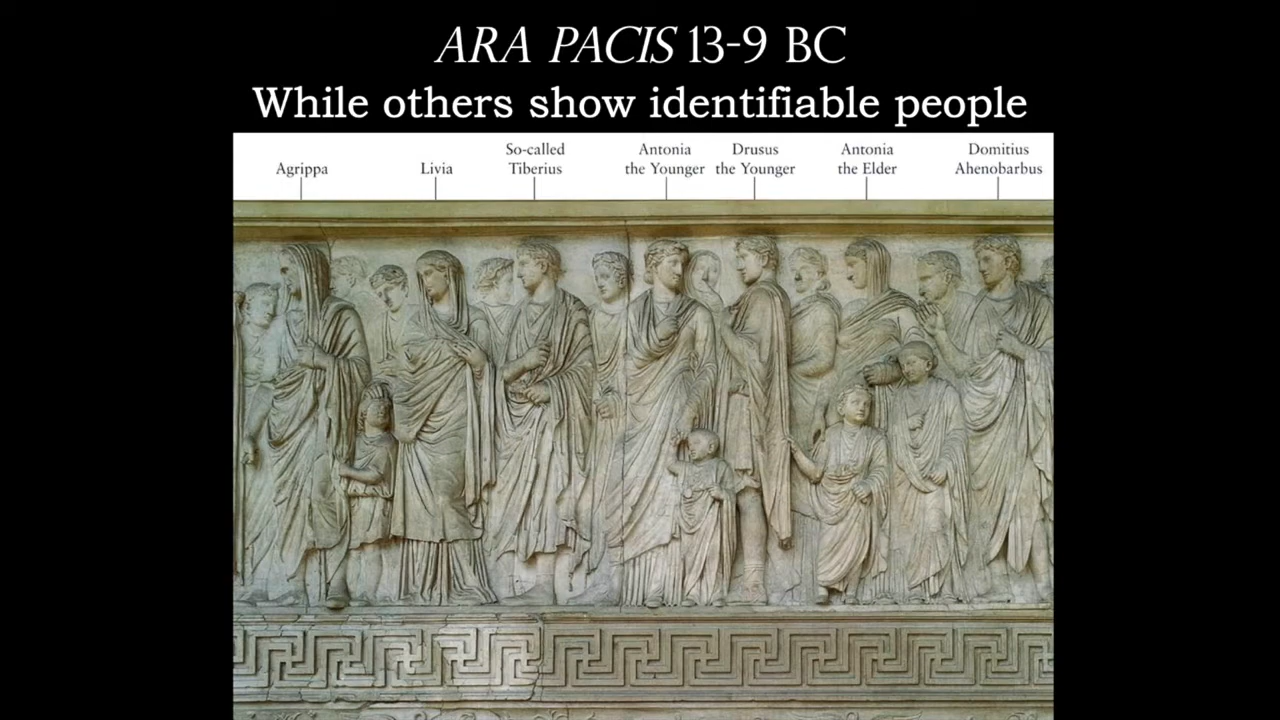 ARA PACIS 13-9 BC
While others show identifiable people
Agrippa
Livia
So-called
Tiberius
Antonia
the Younger
Drusus
the Younger
Antonia
the Elder
Domitius
Ahenobarbus